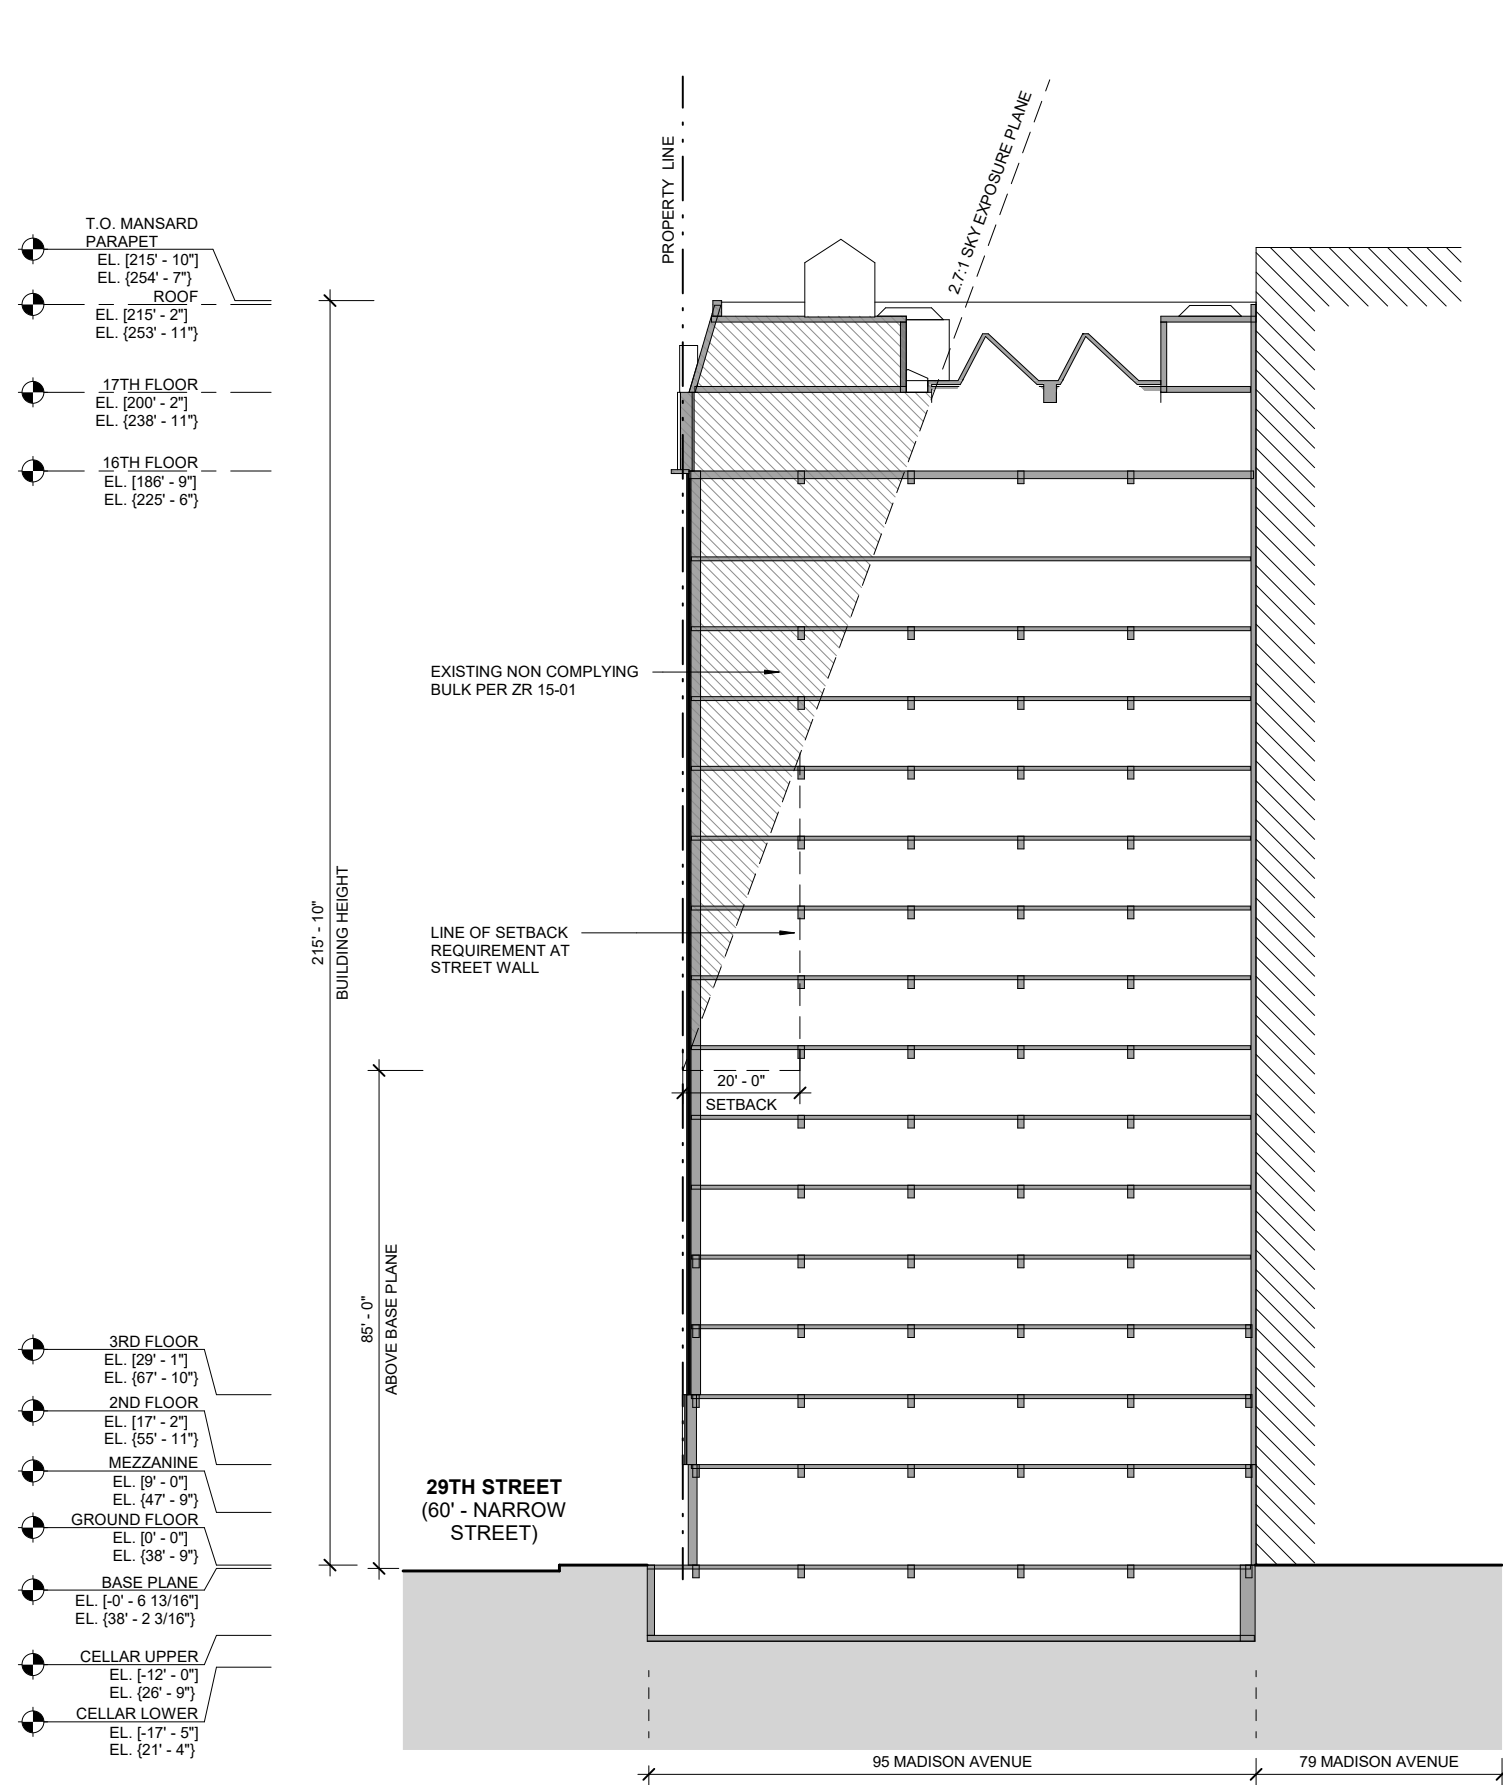 PROPERTY LINE
2.7:1 SKY EXPOSURE PLANE
T.O. MANSARD
PARAPET
EL. [215' - 10"]
EL. {254' - 7"}
ROOF
EL. [215' - 2"]
EL. {253' - 11"}
17TH FLOOR
EL. [200' - 2"]
EL. {238' - 11"}
16TH FLOOR
EL. [186' - 9"]
EL. {225' - 6"}
EXISTING NON COMPLYING
BULK PER ZR 15-01
215' - 10"
BUILDING HEIGHT
LINE OF SETBACK
REQUIREMENT AT
STREET WALL
20' - 0"
SETBACK
85' - 0"
ABOVE BASE PLANE
3RD FLOOR
EL. [29' - 1"]
EL. {67' - 10"}
2ND FLOOR
EL. [17' - 2"]
EL. {55' - 11"}
MEZZANINE
EL. [9' - 0"]
EL. {47' - 9"}
GROUND FLOOR
EL. [0' - 0"]
EL. {38' - 9"}
BASE PLANE
EL. [-0' - 6 13/16"]
EL. {38' - 2 3/16"}
CELLAR UPPER
EL. [-12' - 0"]
EL. {26' - 9"}
CELLAR LOWER
EL. [-17' - 5"]
EL. {21' - 4"}
29TH STREET
(60' - NARROW
STREET)
95 MADISON AVENUE
79 MADISON AVENUE